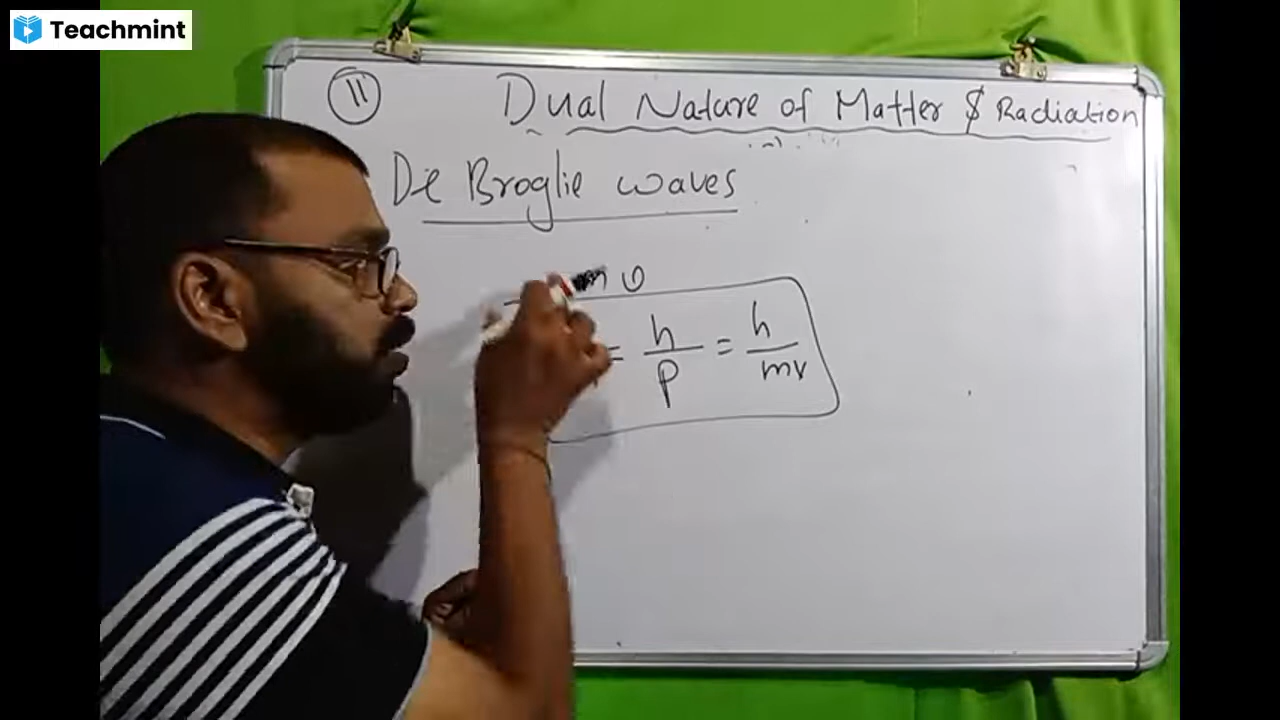 Teachmint
11
Dual Nature of Matter & Radiation
De Broglie waves
m υ
= h/p = h/mv